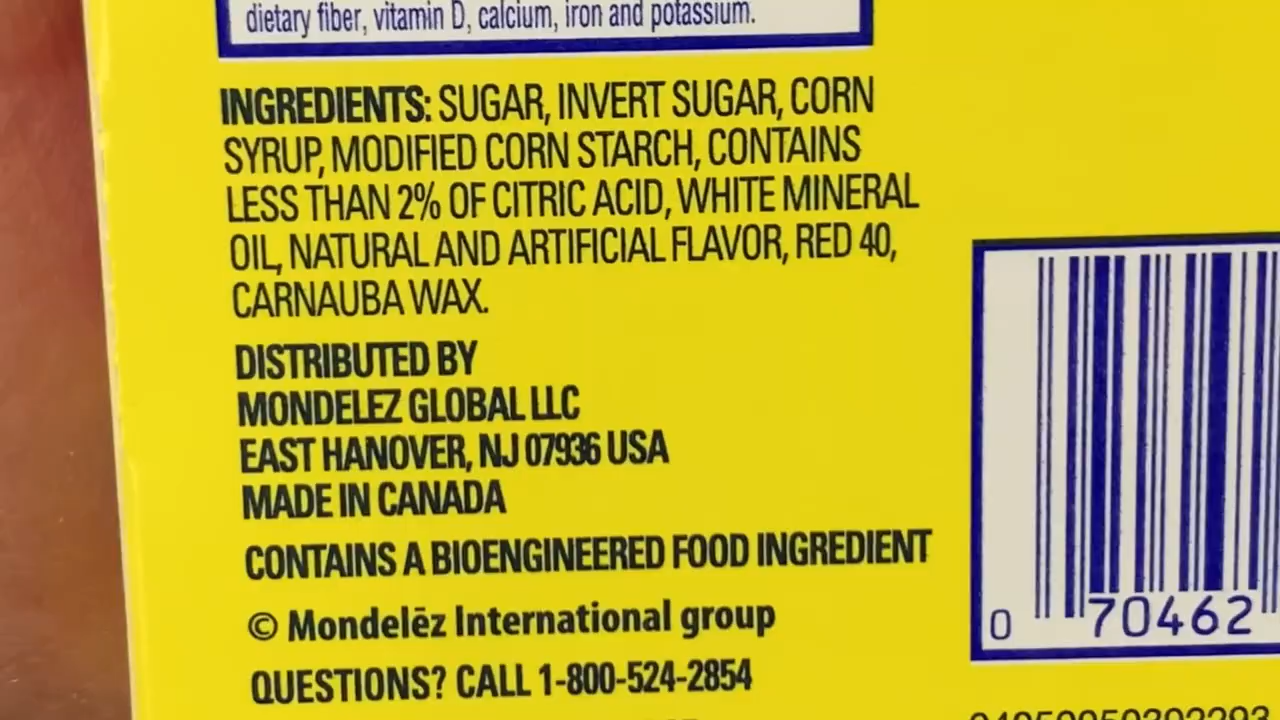 dietary fiber, vitamin D, calcium, iron and potassium.
INGREDIENTS: SUGAR, INVERT SUGAR, CORN
SYRUP, MODIFIED CORN STARCH, CONTAINS
LESS THAN 2% OF CITRIC ACID, WHITE MINERAL
OIL, NATURAL AND ARTIFICIAL FLAVOR, RED 40,
CARNAUBA WAX.
DISTRIBUTED BY
MONDELEZ GLOBAL LLC
EAST HANOVER, NJ 07936 USA
MADE IN CANADA
CONTAINS A BIOENGINEERED FOOD INGREDIENT
© Mondelēz International group
QUESTIONS? CALL 1-800-524-2854
0 70462